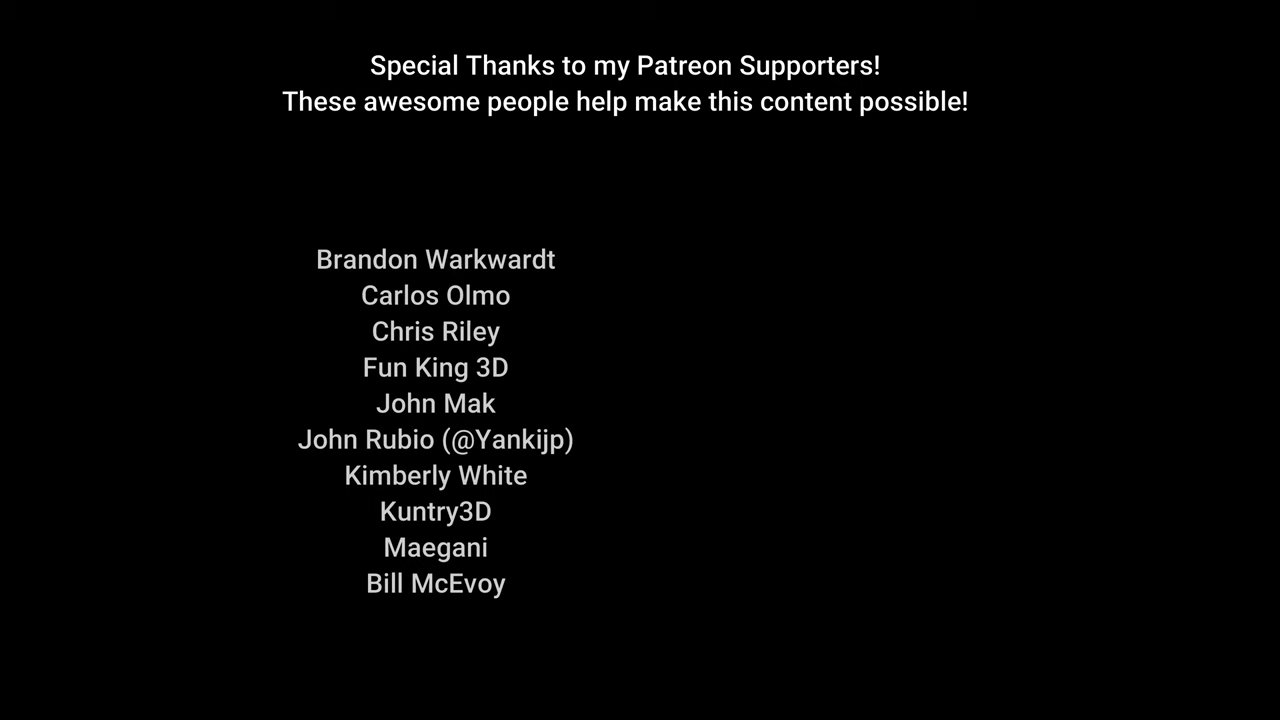 Special Thanks to my Patreon Supporters!
These awesome people help make this content possible!
Brandon Warkwardt
Carlos Olmo
Chris Riley
Fun King 3D
John Mak
John Rubio (@Yankijp)
Kimberly White
Kuntry3D
Maegani
Bill McEvoy